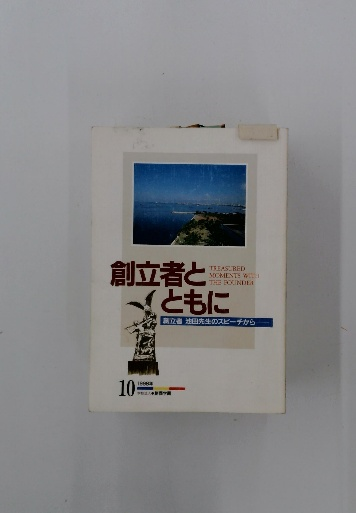 創立者と
ともに
TREASURED
MOMENTS WITH
THE FOUNDER
創立者 池田先生のスピーチから
10